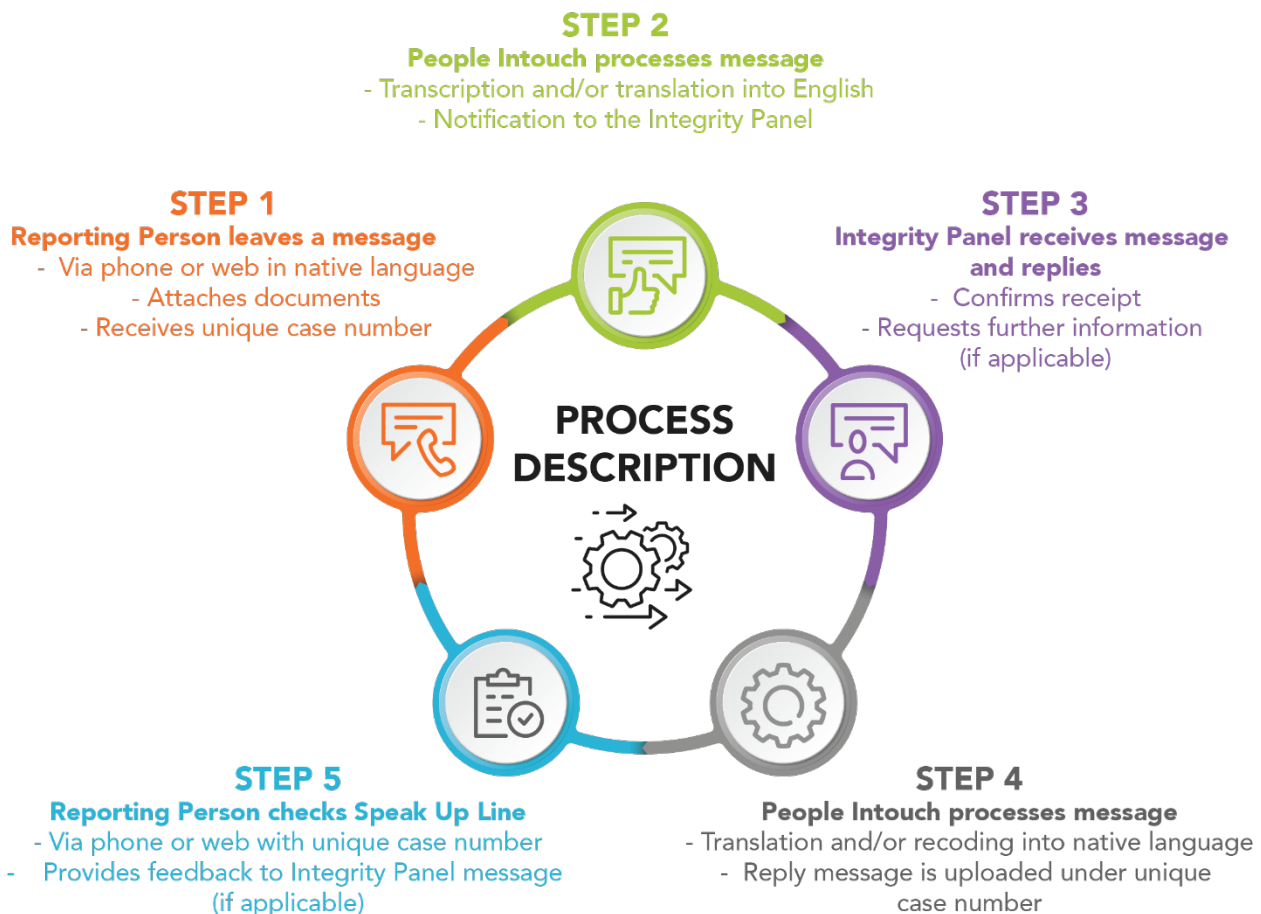 STEP 2
People Intouch processes message
- Transcription and/or translation into English
- Notification to the Integrity Panel
STEP 1
Reporting Person leaves a message
- Via phone or web in native language
- Attaches documents
- Receives unique case number
STEP 3
Integrity Panel receives message
and replies
- Confirms receipt
- Requests further information
(if applicable)
PROCESS
DESCRIPTION
STEP 5
Reporting Person checks Speak Up Line
- Via phone or web with unique case number
- Provides feedback to Integrity Panel message
(if applicable)
STEP 4
People Intouch processes message
- Translation and/or recoding into native language
- Reply message is uploaded under unique
case number